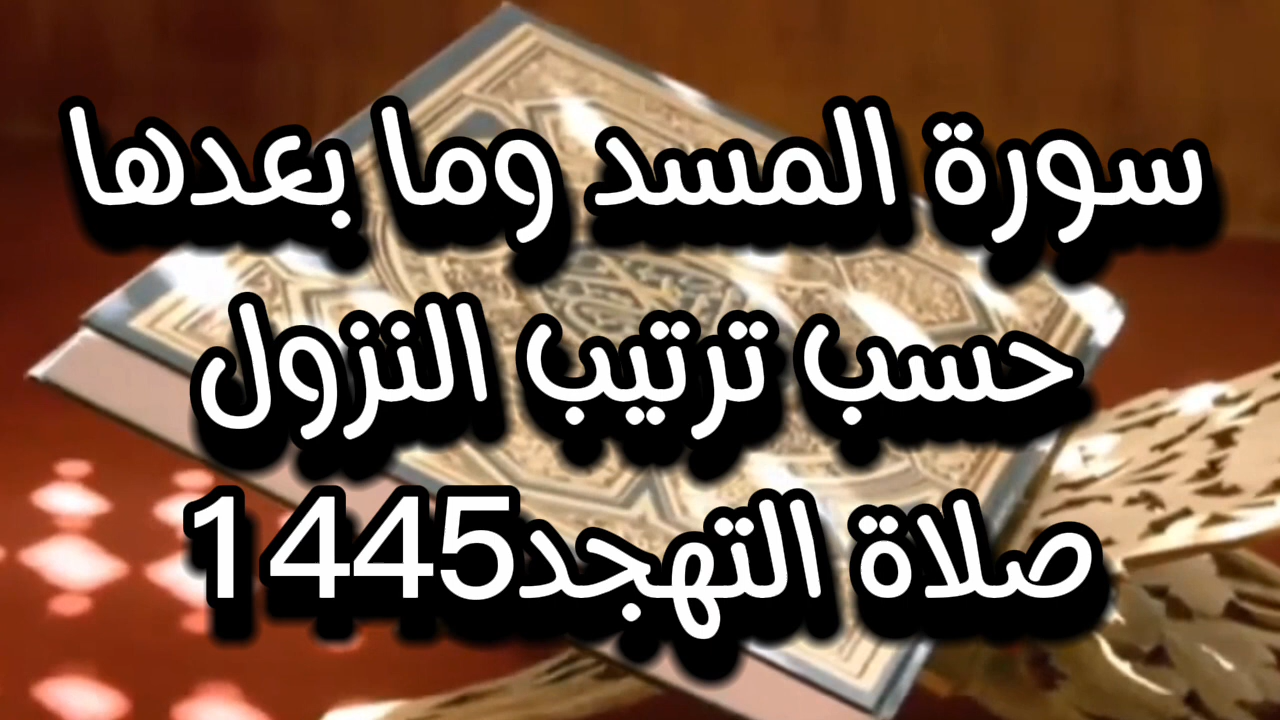 سورة المسد وما بعدها
حسب ترتيب النزول
صلاة التهجد1445